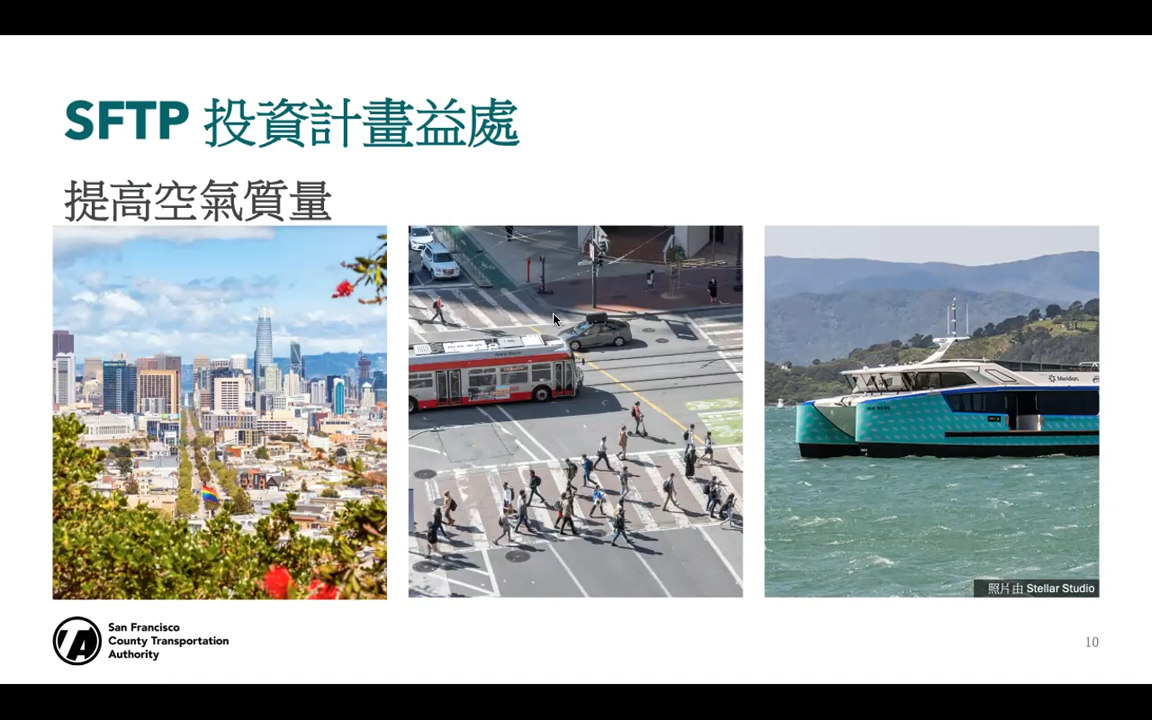 SFTP 投資計畫益處
提高空氣質量
Meridian.
照片由 Stellar Studio
San Francisco
County Transportation
Authority
10